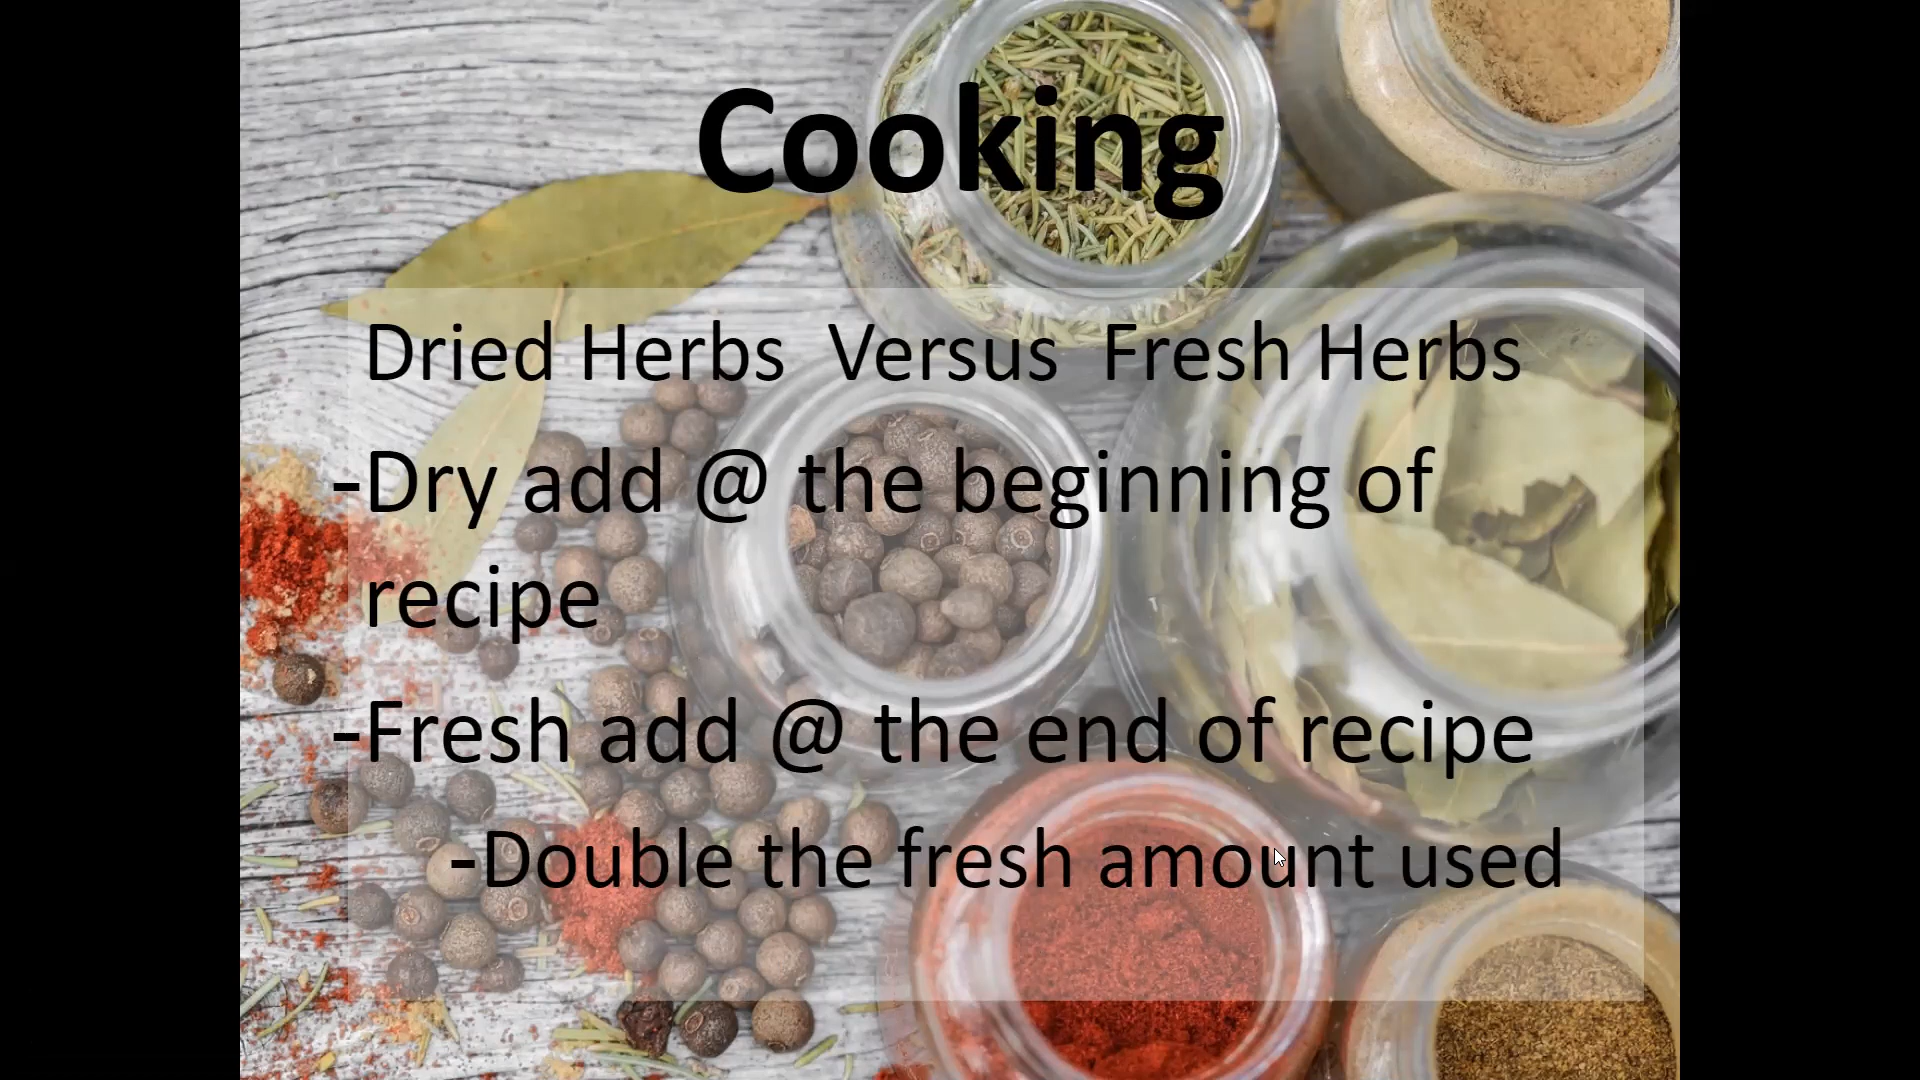 Cooking
Dried Herbs  Versus  Fresh Herbs
-Dry add @ the beginning of
recipe
-Fresh add @ the end of recipe
-Double the fresh amount used